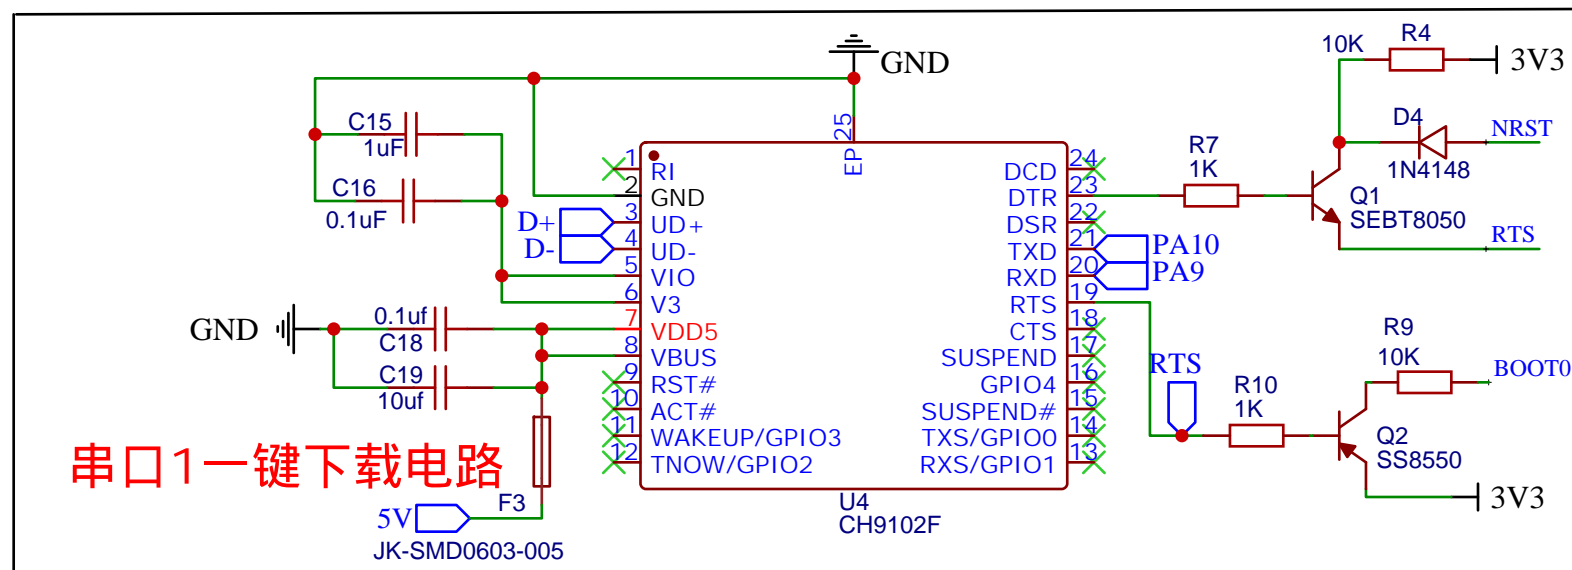 R4
10K
3V3
GND
C15
1uF
C16
0.1uF
D4
NRST
1N4148
R7
1K
Q1
SEBT8050
RTS
25
EP
1
RI
2
GND
3
UD+
4
UD-
5
VIO
6
V3
7
VDD5
8
VBUS
9
RST#
10
ACT#
11
WAKEUP/GPIO3
12
TNOW/GPIO2
24
DCD
23
DTR
22
DSR
21
TXD
20
RXD
19
RTS
18
CTS
17
SUSPEND
16
GPIO4
15
SUSPEND#
14
TXS/GPIO0
13
RXS/GPIO1
D+
D-
PA10
PA9
GND
0.1uf
C18
C19
10uf
RTS
R9
10K
BOOT0
R10
1K
Q2
SS8550
3V3
串口1一键下载电路
F3
5V
JK-SMD0603-005
U4
CH9102F